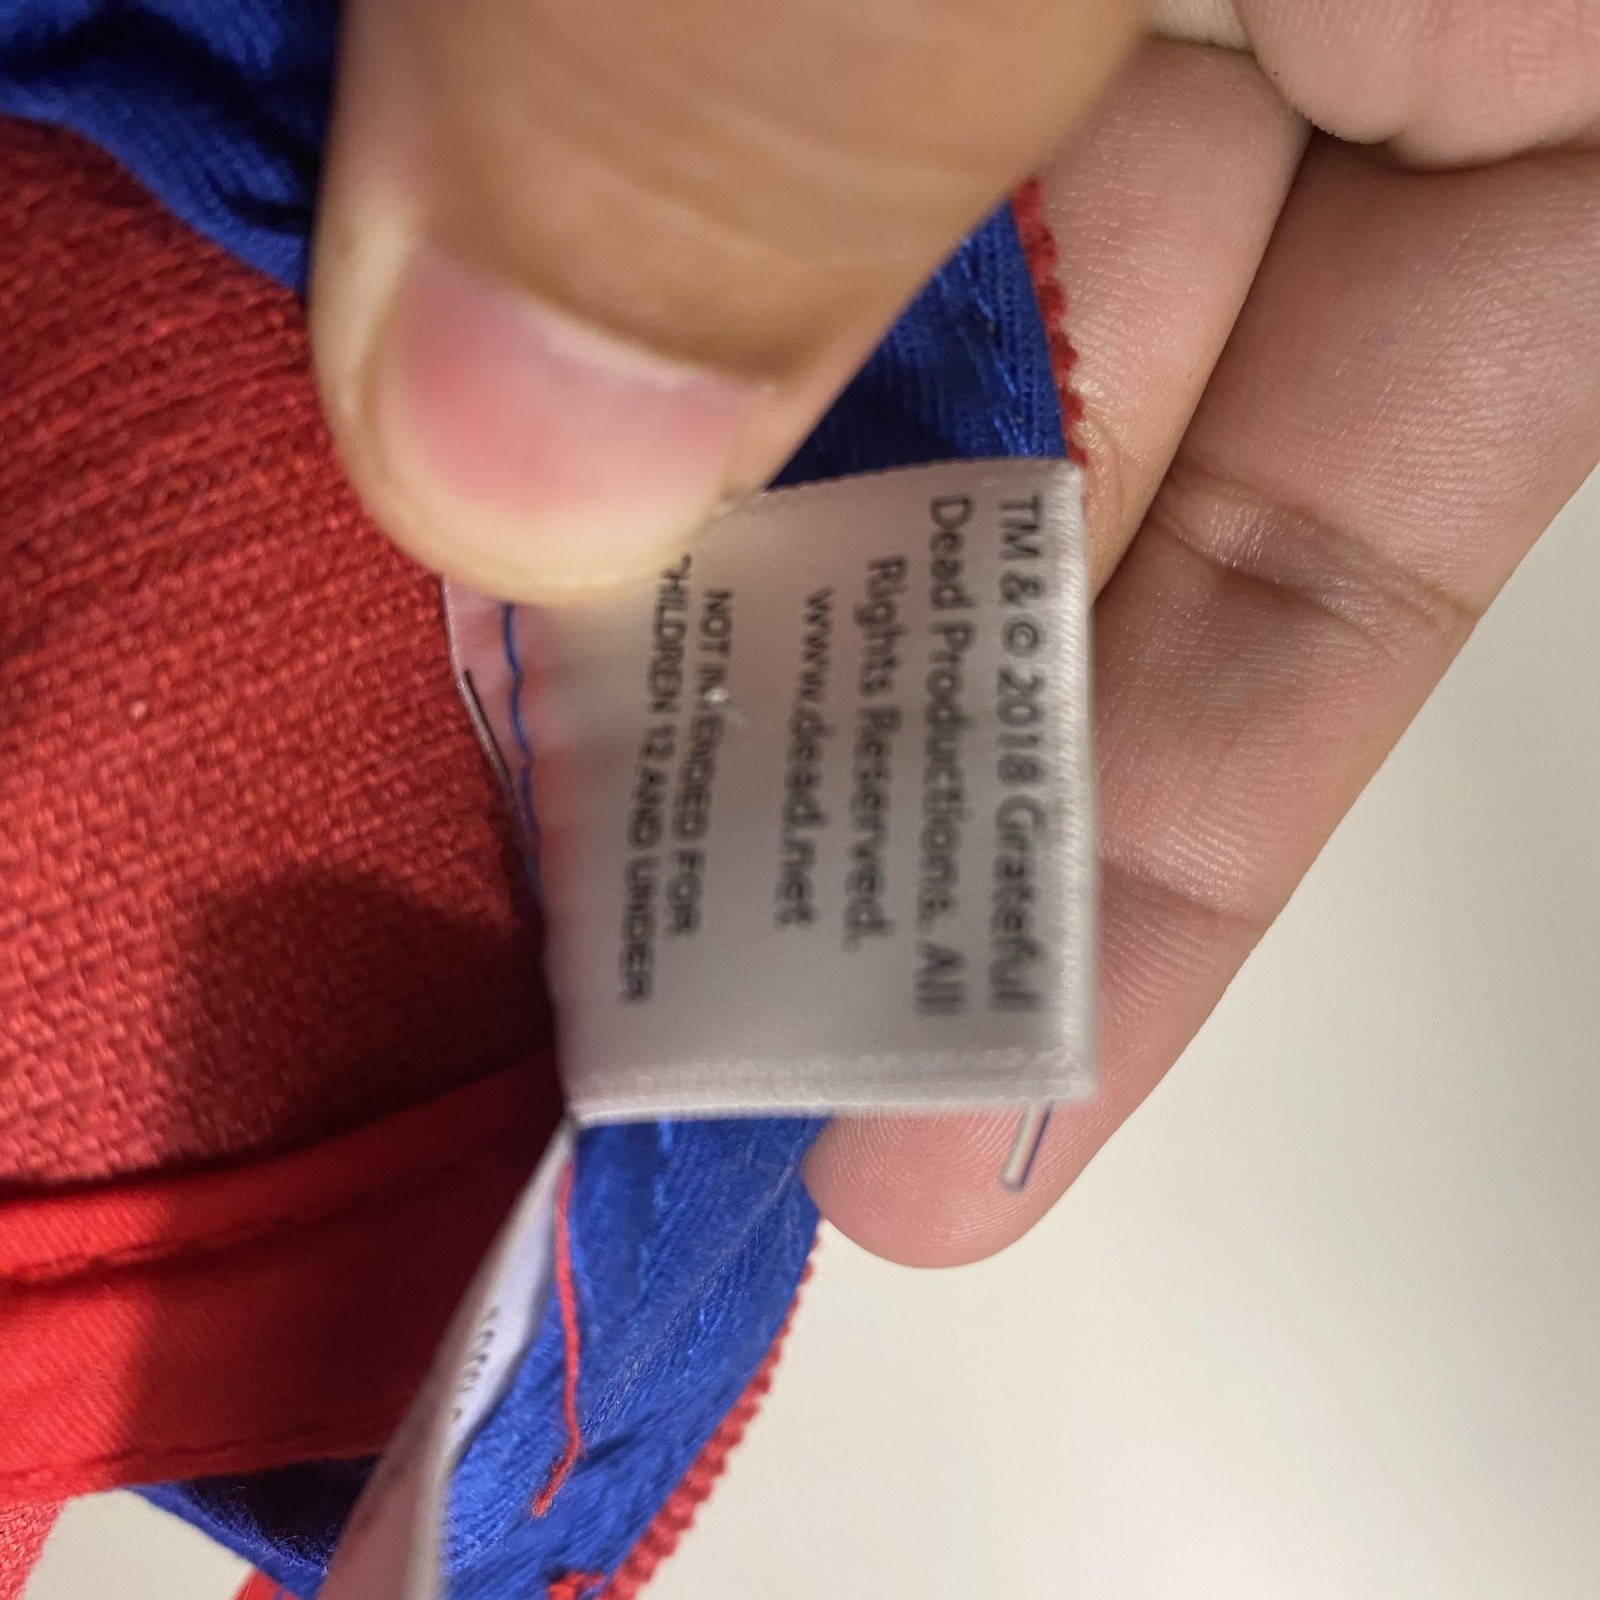 TM & © 2018 Grateful
Dead Productions. All
Rights Reserved.
www.dead.net
NOT INTENDED FOR
CHILDREN 12 AND UNDER